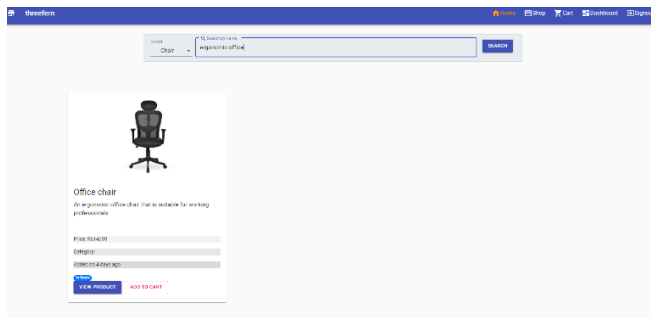 threefern
Home Shop Cart Dashboard Signout
Select
Chair
Search by name
ergonomic office
SEARCH
Office chair
An ergonomic office chair that is suitable for working
professionals
Category:
Added on 4 days ago
In Stock
VIEW PRODUCT ADD TO CART